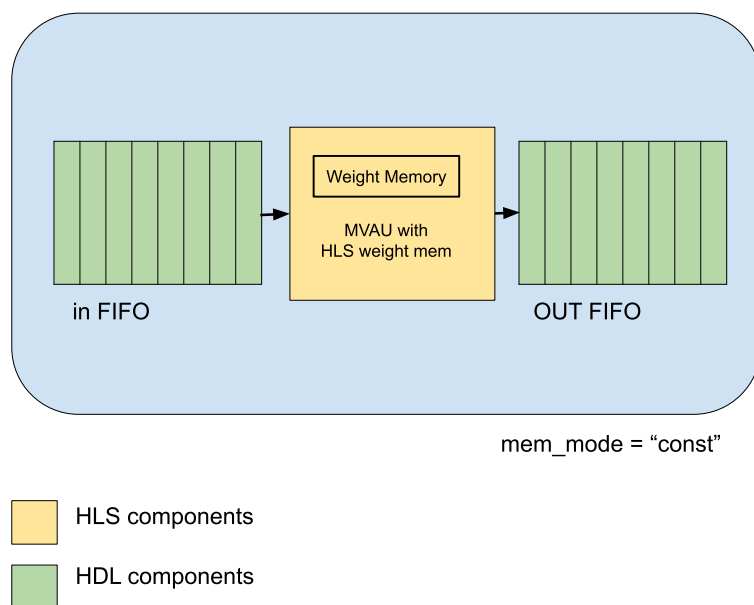 Weight Memory
MVAU with
HLS weight mem
in FIFO
OUT FIFO
mem_mode = “const”
HLS components
HDL components